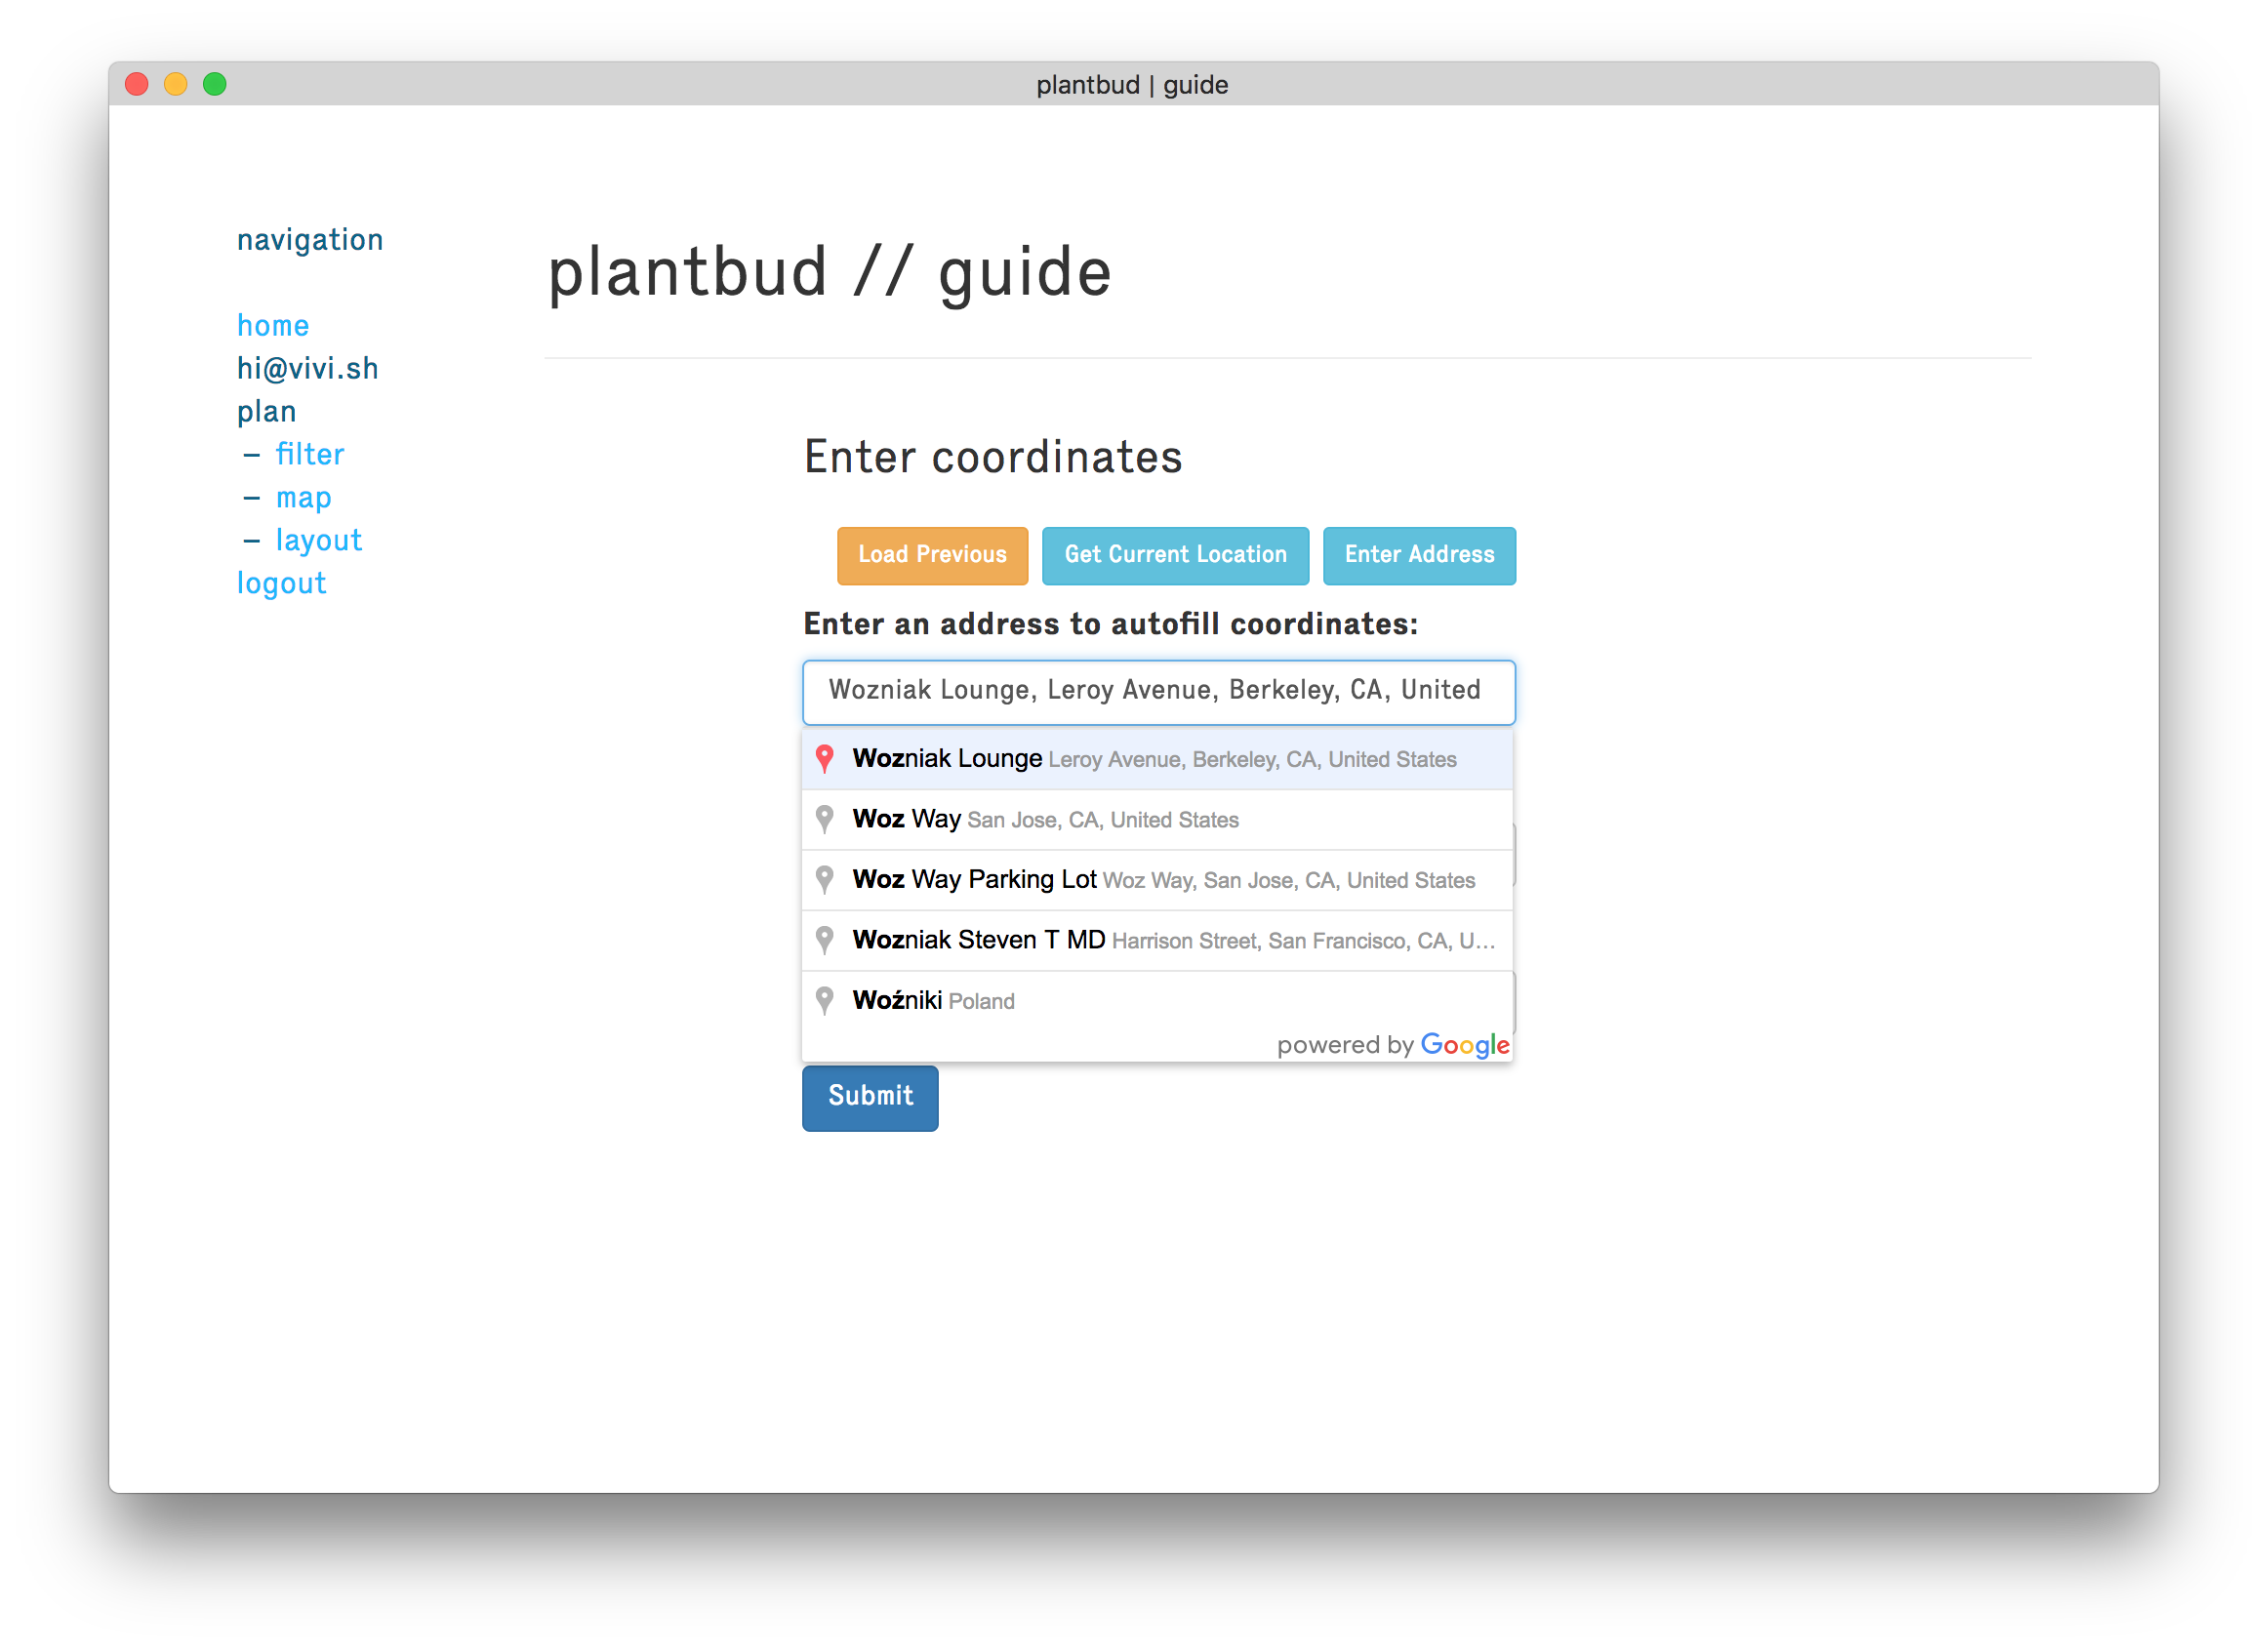 plantbud | guide
navigation
home
hi@vivi.sh
plan
– filter
– map
– layout
logout
plantbud // guide
Enter coordinates
Load Previous Get Current Location Enter Address
Enter an address to autofill coordinates:
Wozniak Lounge, Leroy Avenue, Berkeley, CA, United
Wozniak Lounge Leroy Avenue, Berkeley, CA, United States
Woz Way San Jose, CA, United States
Woz Way Parking Lot Woz Way, San Jose, CA, United States
Wozniak Steven T MD Harrison Street, San Francisco, CA, U...
Woźniki Poland
powered by Google
Submit